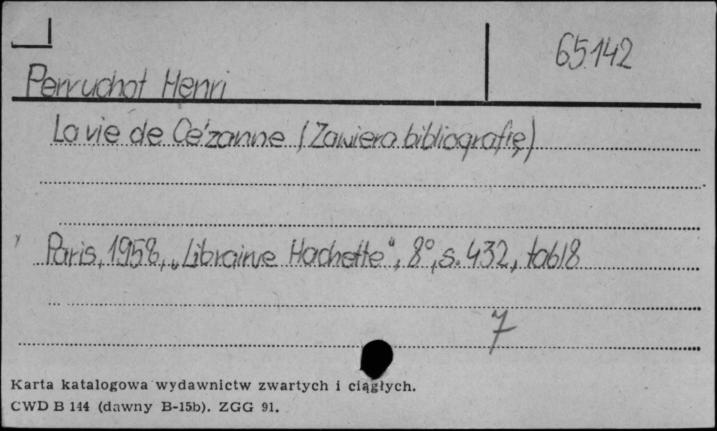 65142
Perruchot Henri
La vie de Cézanne (Zawiera bibliografię)
Paris, 1958, „Librairie Hachette", 8°, s. 432, tabl 8
7
Karta katalogowa wydawnictw zwartych i ciągłych.
CWD B 144 (dawny B-15b). ZGG 91.